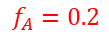 f_A = 0.2